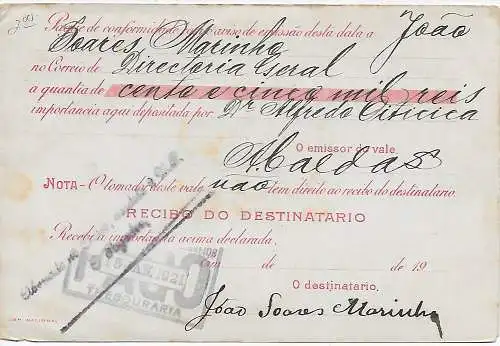 Pague de conformidade com o aviso de emissão desta data a João
Soares Marinho
no Correio de Directoria Geral
a quantia de cento e cinco mil reis
importancia aqui depositada por Dr Alfredo
O emissor do vale,
A. Caldas
NOTA - O tomador deste vale não tem direito ao recibo do destinatario.
RECIBO DO DESTINATARIO
Recebi a importancia acima declarada.
Em de de 19
THESOURARIA
O destinatario,
João Soares Marinho